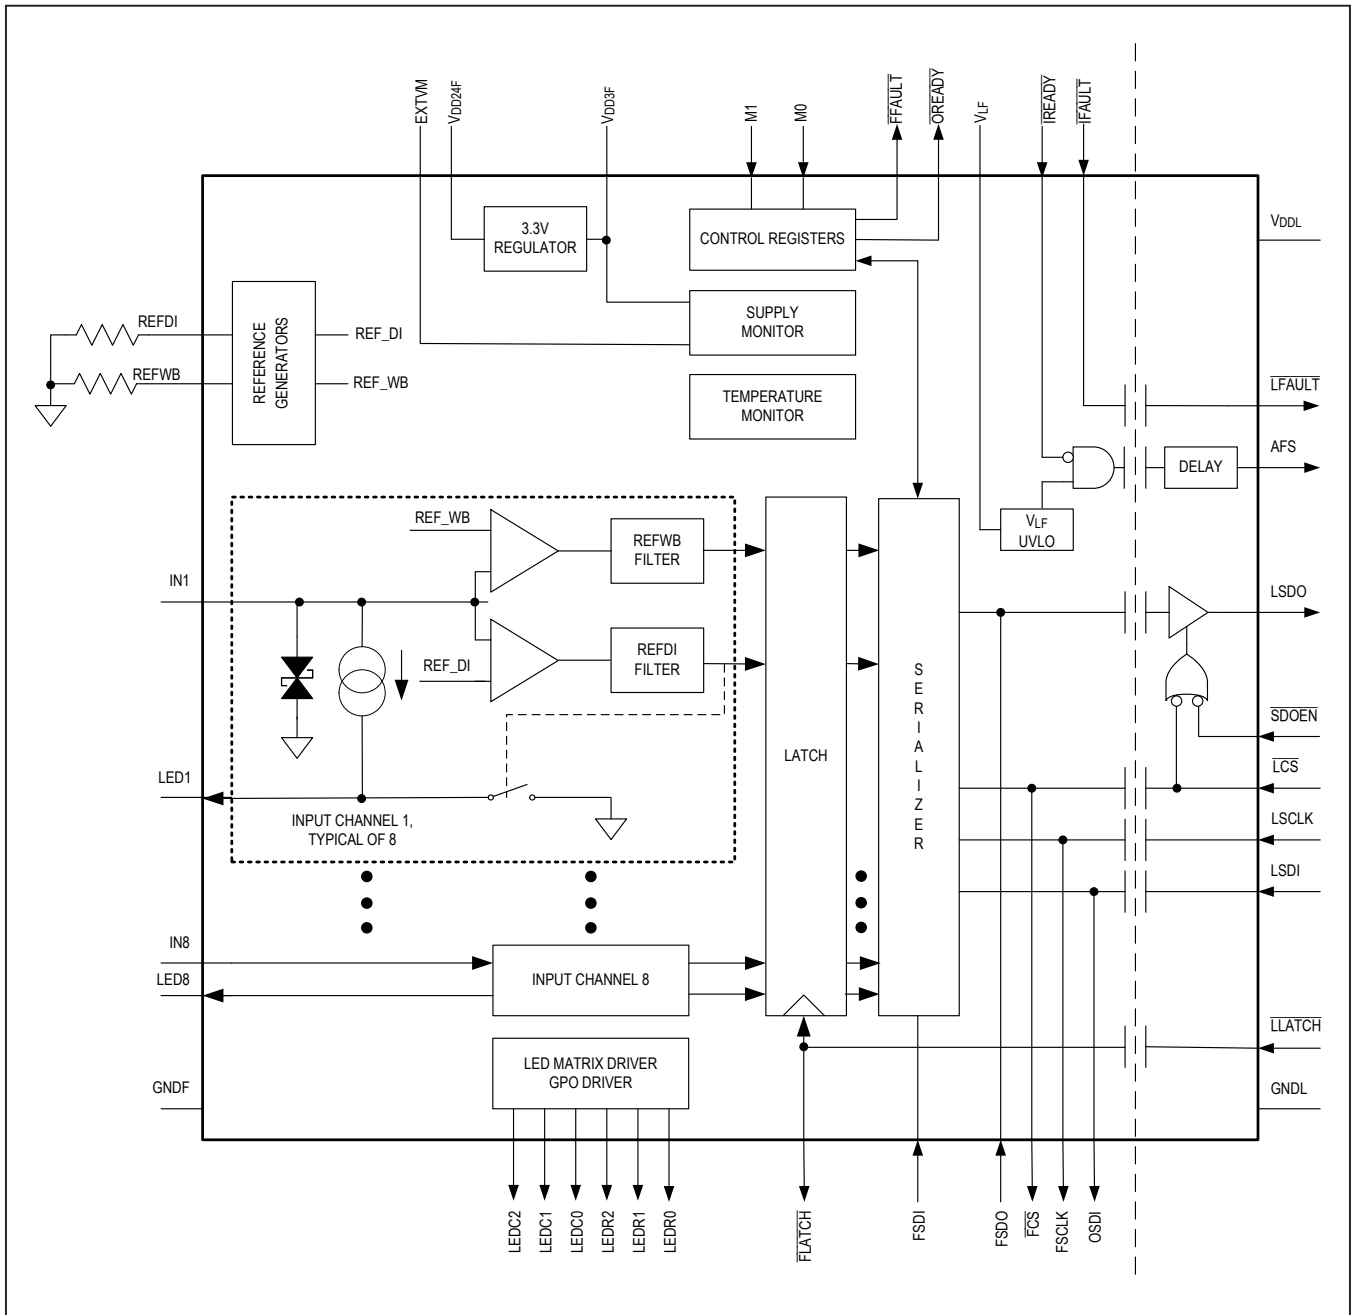 EXTVM
VDD24F
VDD3F
M1
M0
FFAULT
OREADY
VLF
IREADY
IFAULT
3.3V
REGULATOR
CONTROL REGISTERS
VDDL
SUPPLY
MONITOR
REFDI
REFWB
REFERENCE
GENERATORS
REF_DI
REF_WB
TEMPERATURE
MONITOR
LFAULT
AFS
DELAY
VLF
UVLO
REF_WB
REFWB
FILTER
IN1
LSDO
REF_DI
REFDI
FILTER
LATCH
SERIALIZER
SDOEN
LED1
LCS
INPUT CHANNEL 1,
TYPICAL OF 8
LSCLK
LSDI
IN8
LED8
INPUT CHANNEL 8
LLATCH
LED MATRIX DRIVER
GPO DRIVER
GNDF
GNDL
LEDC2
LEDC1
LEDC0
LEDR2
LEDR1
LEDR0
FLATCH
FSDI
FSDO
FCS
FSCLK
OSDI